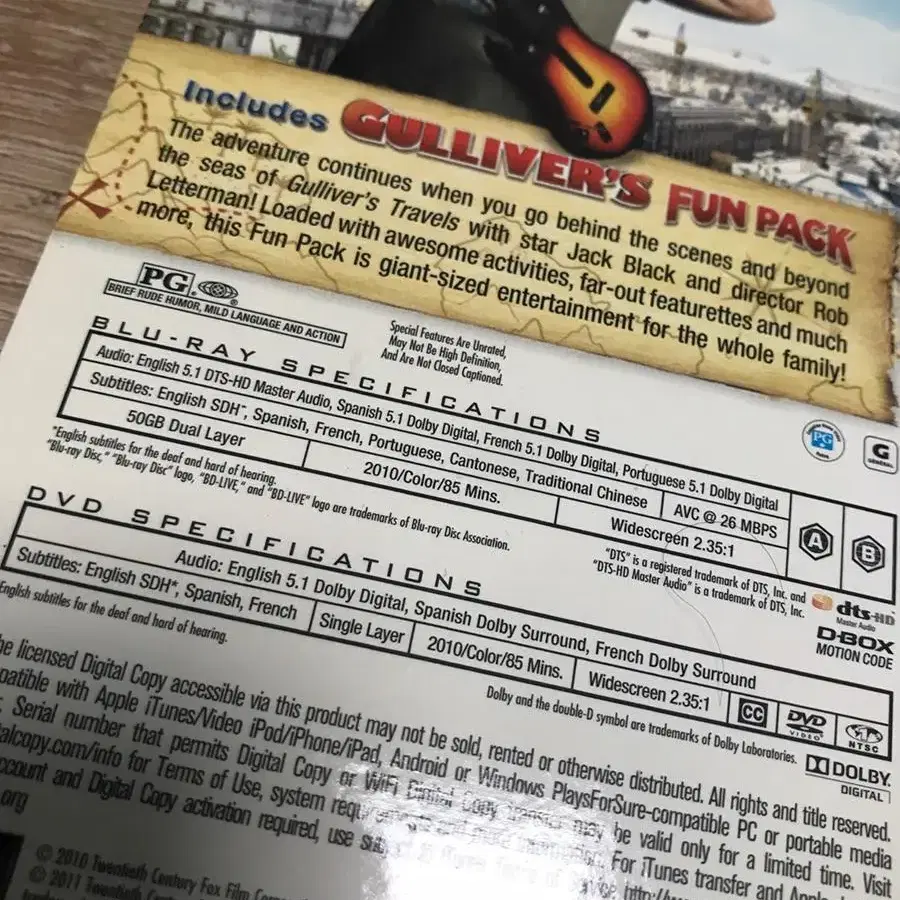 Includes GULLIVER'S FUN PACK
The adventure continues when you go behind the scenes and beyond
the seas of Gulliver's Travels with star Jack Black and director Rob
Letterman! Loaded with awesome activities, far-out featurettes and much
more, this Fun Pack is giant-sized entertainment for the whole family!
PG
BRIEF RUDE HUMOR, MILD LANGUAGE AND ACTION
Special Features Are Unrated,
May Not Be High Definition,
And Are Not Closed Captioned.
PG
G
GENERAL
BLU-RAY SPECIFICATIONS
Audio: English 5.1 DTS-HD Master Audio, Spanish 5.1 Dolby Digital, French 5.1 Dolby Digital, Portuguese 5.1 Dolby Digital
Subtitles: English SDH*, Spanish, French, Portuguese, Cantonese, Traditional Chinese
AVC @ 26 MBPS
50GB Dual Layer
2010/Color/85 Mins.
Widescreen 2.35:1
A
B
*English subtitles for the deaf and hard of hearing.
"Blu-ray Disc," "Blu-ray Disc" logo, "BD-LIVE," and "BD-LIVE" logo are trademarks of Blu-ray Disc Association.
"DTS" is a registered trademark of DTS, Inc. and
"DTS-HD Master Audio" is a trademark of DTS, Inc.
dts-HD
Master Audio
D-BOX
MOTION CODE
DVD SPECIFICATIONS
Audio: English 5.1 Dolby Digital, Spanish Dolby Surround, French Dolby Surround
Subtitles: English SDH*, Spanish, French
Single Layer
2010/Color/85 Mins.
Widescreen 2.35:1
CC
DVD
VIDEO
NTSC
English subtitles for the deaf and hard of hearing.
Dolby and the double-D symbol are trademarks of Dolby Laboratories.
DOLBY
DIGITAL
licensed Digital Copy accessible via this product may not be sold, rented or otherwise distributed. All rights and title reserved.
with Apple iTunes/Video iPod/iPhone/iPad, Android or Windows PlaysForSure-compatible PC or portable media
Serial number that permits Digital Copy or WiFi Digital Copy transfer may be valid only for a limited time. Visit
alcopy.com/info for Terms of Use, system requirements and more information. For iTunes transfer and
and Digital Copy activation required, use
.org
© 2010 Twentieth Century Fox Film
© 2011 Twentieth Century